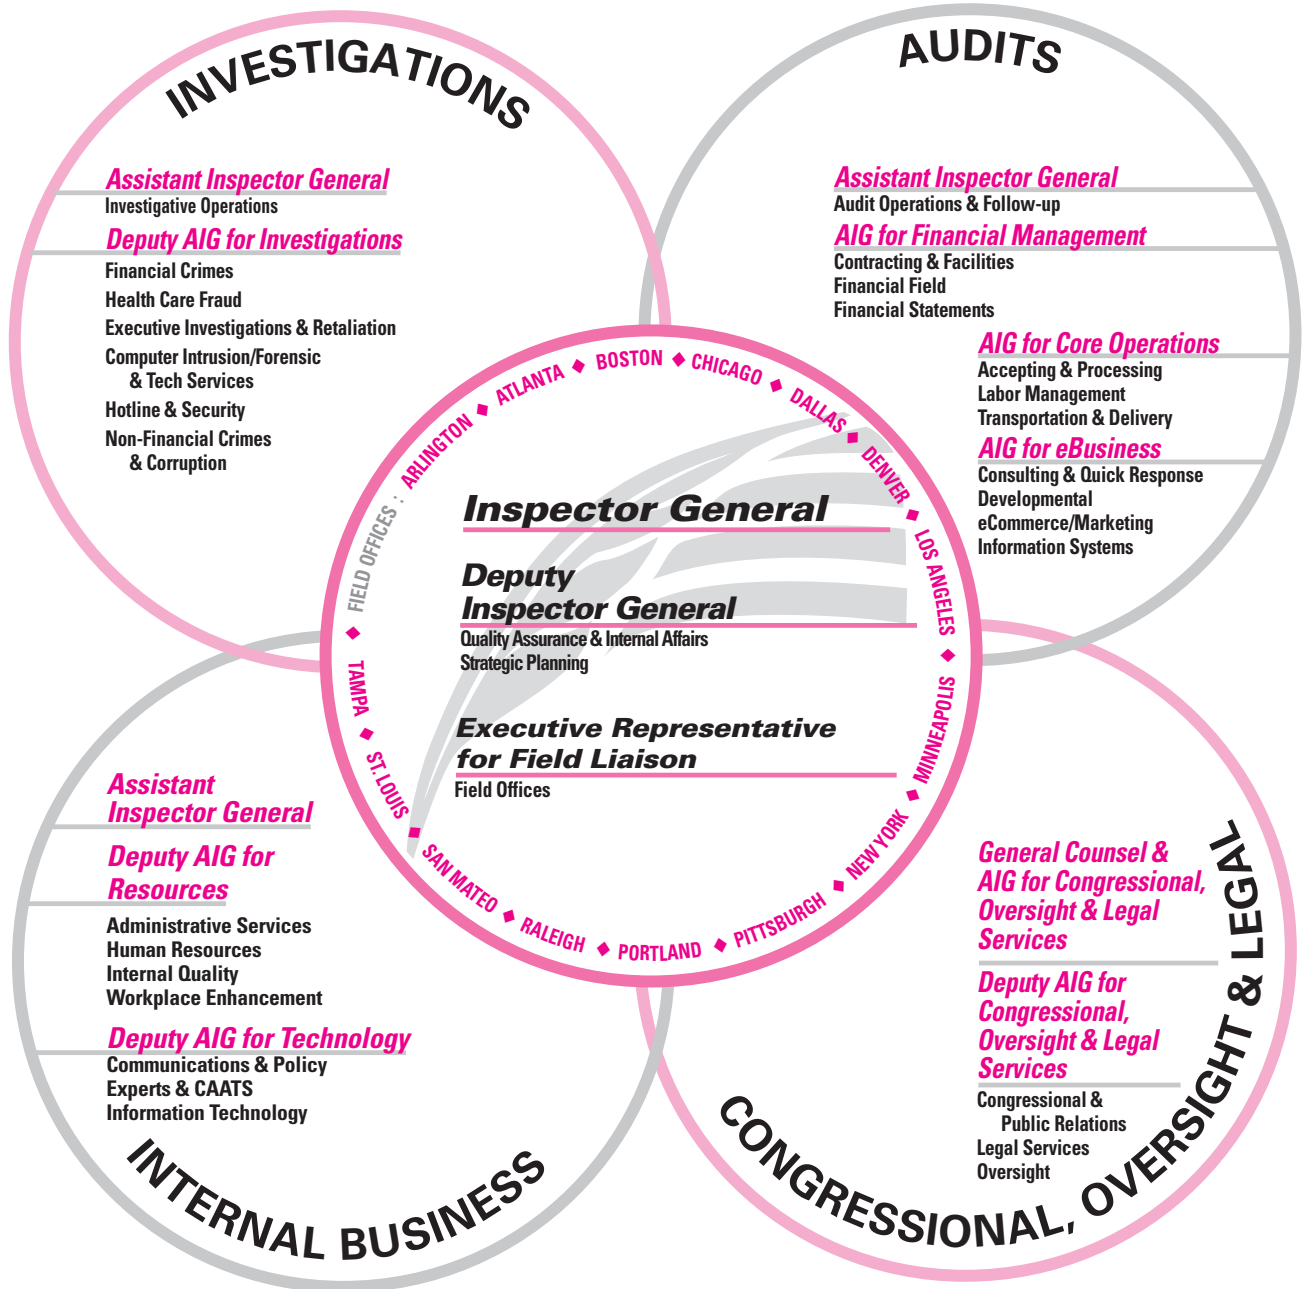 INVESTIGATIONS
Assistant Inspector General
Investigative Operations
Deputy AIG for Investigations
Financial Crimes
Health Care Fraud
Executive Investigations & Retaliation
Computer Intrusion/Forensic
& Tech Services
Hotline & Security
Non-Financial Crimes
& Corruption
AUDITS
Assistant Inspector General
Audit Operations & Follow-up
AIG for Financial Management
Contracting & Facilities
Financial Field
Financial Statements
AIG for Core Operations
Accepting & Processing
Labor Management
Transportation & Delivery
AIG for eBusiness
Consulting & Quick Response
Developmental
eCommerce/Marketing
Information Systems
FIELD OFFICES : ARLINGTON ◆ ATLANTA ◆ BOSTON ◆ CHICAGO ◆ DALLAS ◆ DENVER ◆ LOS ANGELES ◆ MINNEAPOLIS ◆ NEW YORK ◆ PITTSBURGH ◆ PORTLAND ◆ RALEIGH ◆ SAN MATEO ◆ ST. LOUIS ◆ TAMPA ◆
Inspector General
Deputy
Inspector General
Quality Assurance & Internal Affairs
Strategic Planning
Executive Representative
for Field Liaison
Field Offices
Assistant
Inspector General
Deputy AIG for
Resources
Administrative Services
Human Resources
Internal Quality
Workplace Enhancement
Deputy AIG for Technology
Communications & Policy
Experts & CAATS
Information Technology
INTERNAL BUSINESS
General Counsel &
AIG for Congressional,
Oversight & Legal
Services
Deputy AIG for
Congressional,
Oversight & Legal
Services
Congressional &
Public Relations
Legal Services
Oversight
CONGRESSIONAL, OVERSIGHT & LEGAL